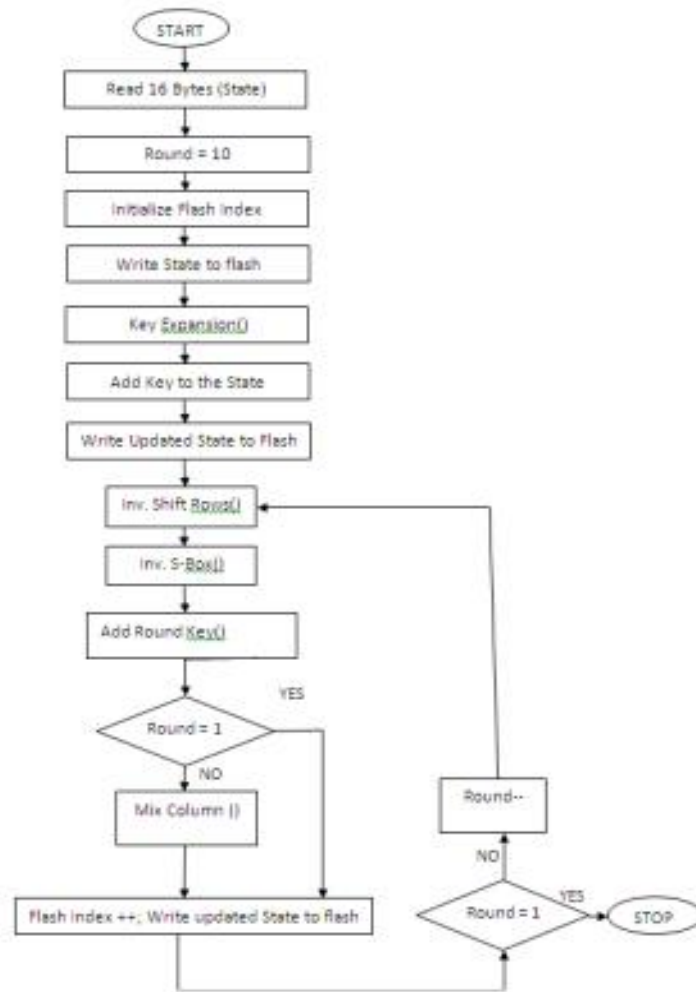 START
Read 16 Bytes (State)
Round = 10
Initialize Flash Index
Write State to flash
Key Expansion()
Add Key to the State
Write Updated State to Flash
Inv. Shift Rows()
Inv. S-Box()
Add Round Key()
YES
Round = 1
NO
Mix Column ()
Flash Index ++; Write updated State to flash
Round--
NO
Round = 1
YES
STOP